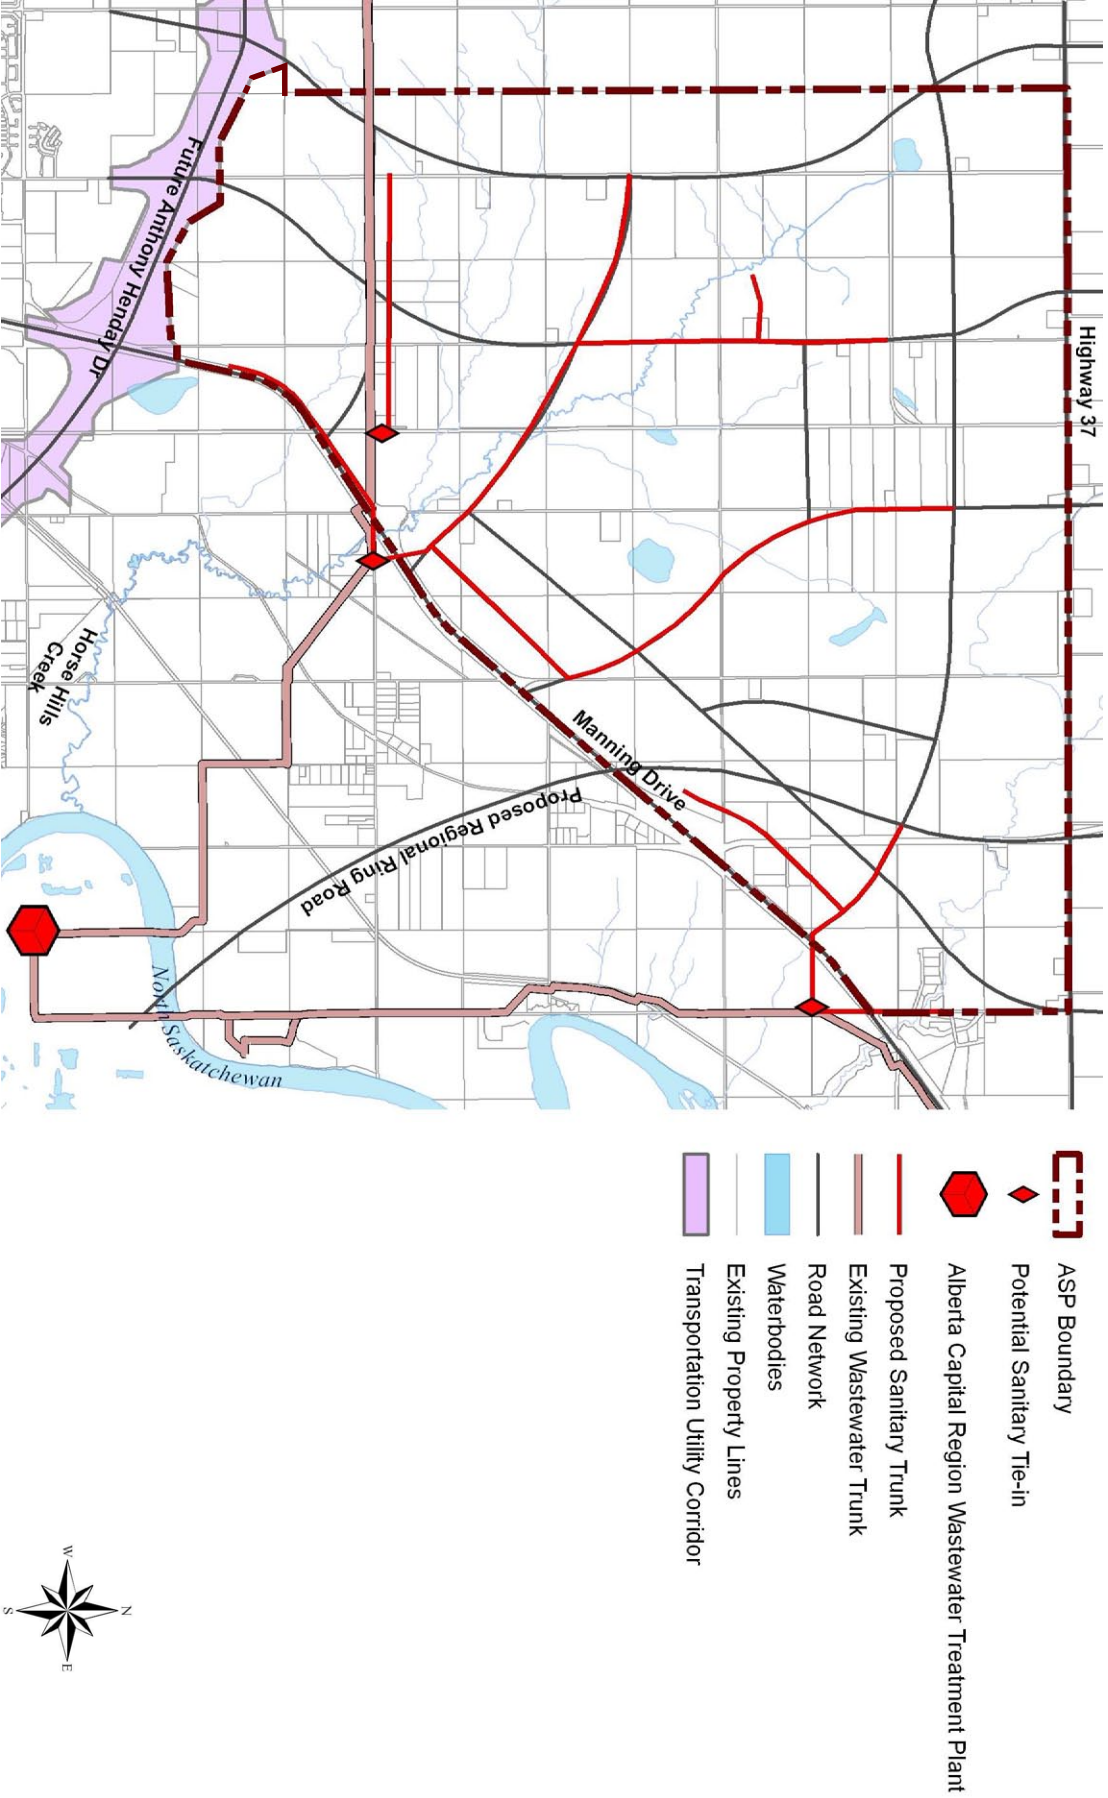 Highway 37
Future Anthony Henday Dr
Manning Drive
Proposed Regional Ring Road
Horse Hills
Creek
North Saskatchewan
ASP Boundary
Potential Sanitary Tie-in
Alberta Capital Region Wastewater Treatment Plant
Proposed Sanitary Trunk
Existing Wastewater Trunk
Road Network
Waterbodies
Existing Property Lines
Transportation Utility Corridor
N
W
E
S